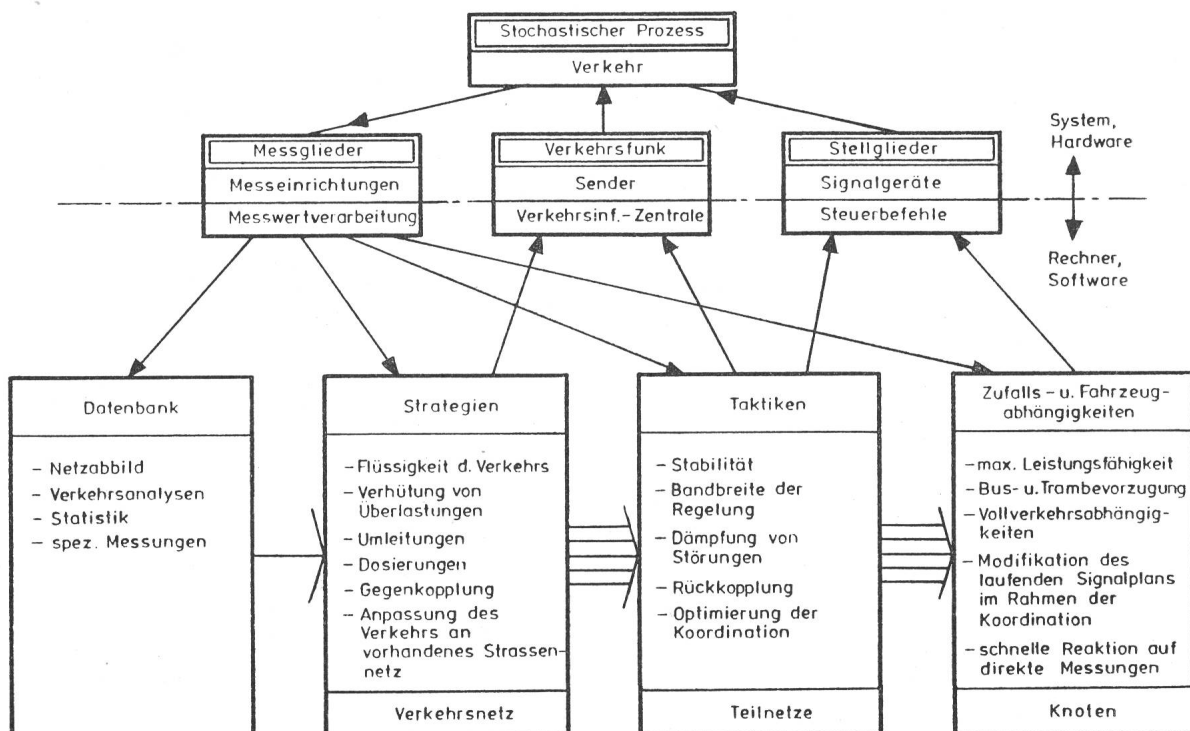 Stochastischer Prozess
Verkehr
Messglieder
Messeinrichtungen
Messwertverarbeitung
Verkehrsfunk
Sender
Verkehrsinf.-Zentrale
Stellglieder
Signalgeräte
Steuerbefehle
System,
Hardware
Rechner,
Software
Datenbank
- Netzabbild
- Verkehrsanalysen
- Statistik
- spez. Messungen
Strategien
- Flüssigkeit d. Verkehrs
- Verhütung von
Überlastungen
- Umleitungen
- Dosierungen
- Gegenkopplung
- Anpassung des
Verkehrs an
vorhandenes Strassen-
netz
Verkehrsnetz
Taktiken
- Stabilität
- Bandbreite der
Regelung
- Dämpfung von
Störungen
- Rückkopplung
- Optimierung der
Koordination
Teilnetze
Zufalls- u. Fahrzeug-
abhängigkeiten
- max. Leistungsfähigkeit
- Bus- u. Trambevorzugung
- Vollverkehrsabhängig-
keiten
- Modifikation des
laufenden Signalplans
im Rahmen der
Koordination
- schnelle Reaktion auf
direkte Messungen
Knoten